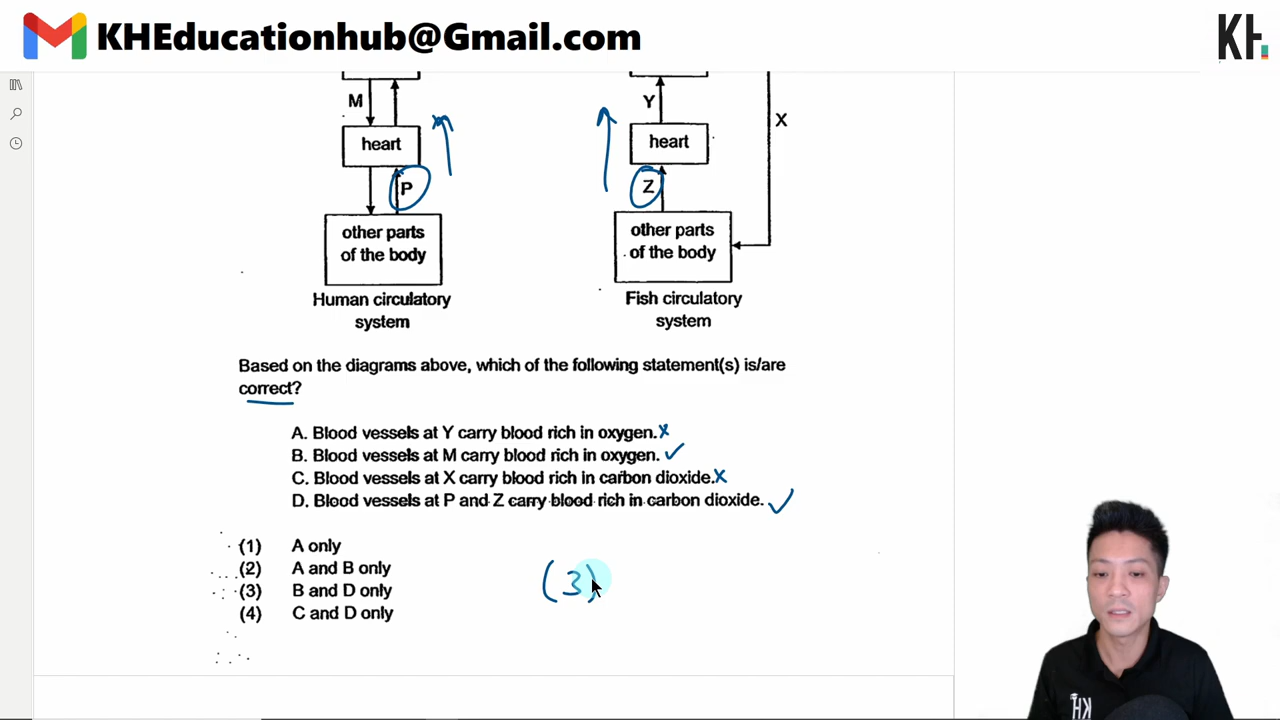 KHEducationhub@Gmail.com
KH
M
Y
X
heart
heart
P
Z
other parts
of the body
other parts
of the body
Human circulatory
system
Fish circulatory
system
Based on the diagrams above, which of the following statement(s) is/are
correct?
A. Blood vessels at Y carry blood rich in oxygen. x
B. Blood vessels at M carry blood rich in oxygen. ✓
C. Blood vessels at X carry blood rich in carbon dioxide. x
D. Blood vessels at P and Z carry blood rich in carbon dioxide. ✓
(1) A only
(2) A and B only
(3) B and D only
(4) C and D only
(3)
KH